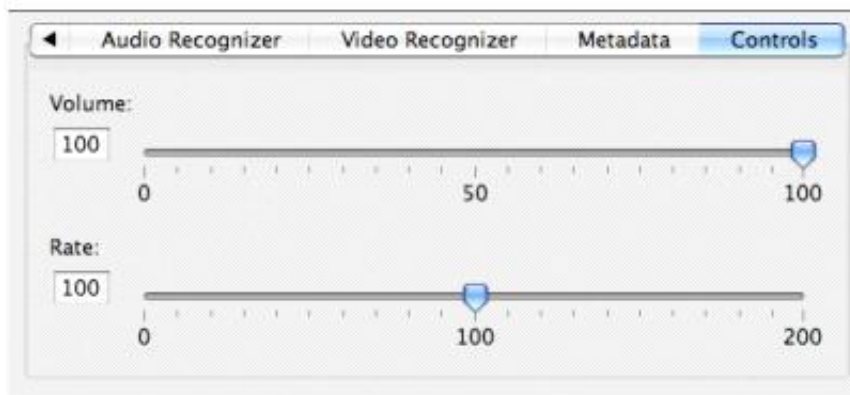 Audio Recognizer Video Recognizer Metadata Controls
Volume:
100
0 50 100
Rate:
100
0 100 200